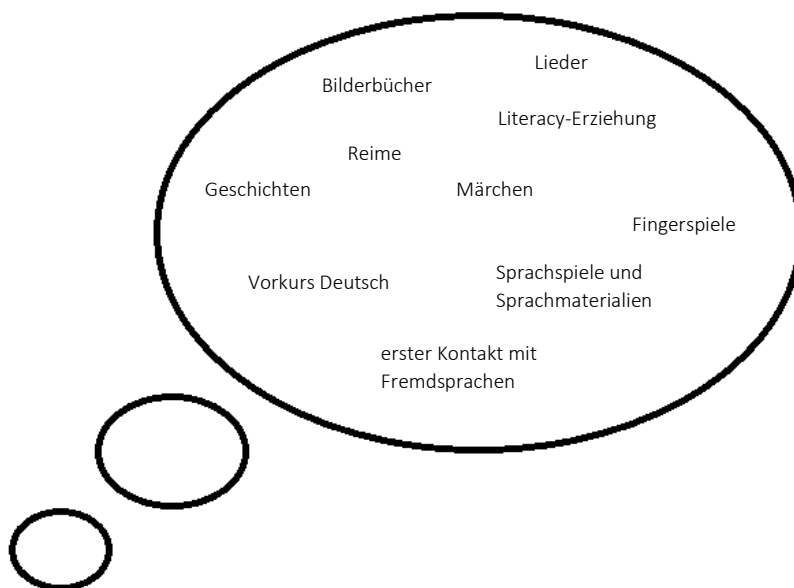 Lieder
Bilderbücher
Literacy-Erziehung
Reime
Geschichten
Märchen
Fingerspiele
Vorkurs Deutsch
Sprachspiele und
Sprachmaterialien
erster Kontakt mit
Fremdsprachen